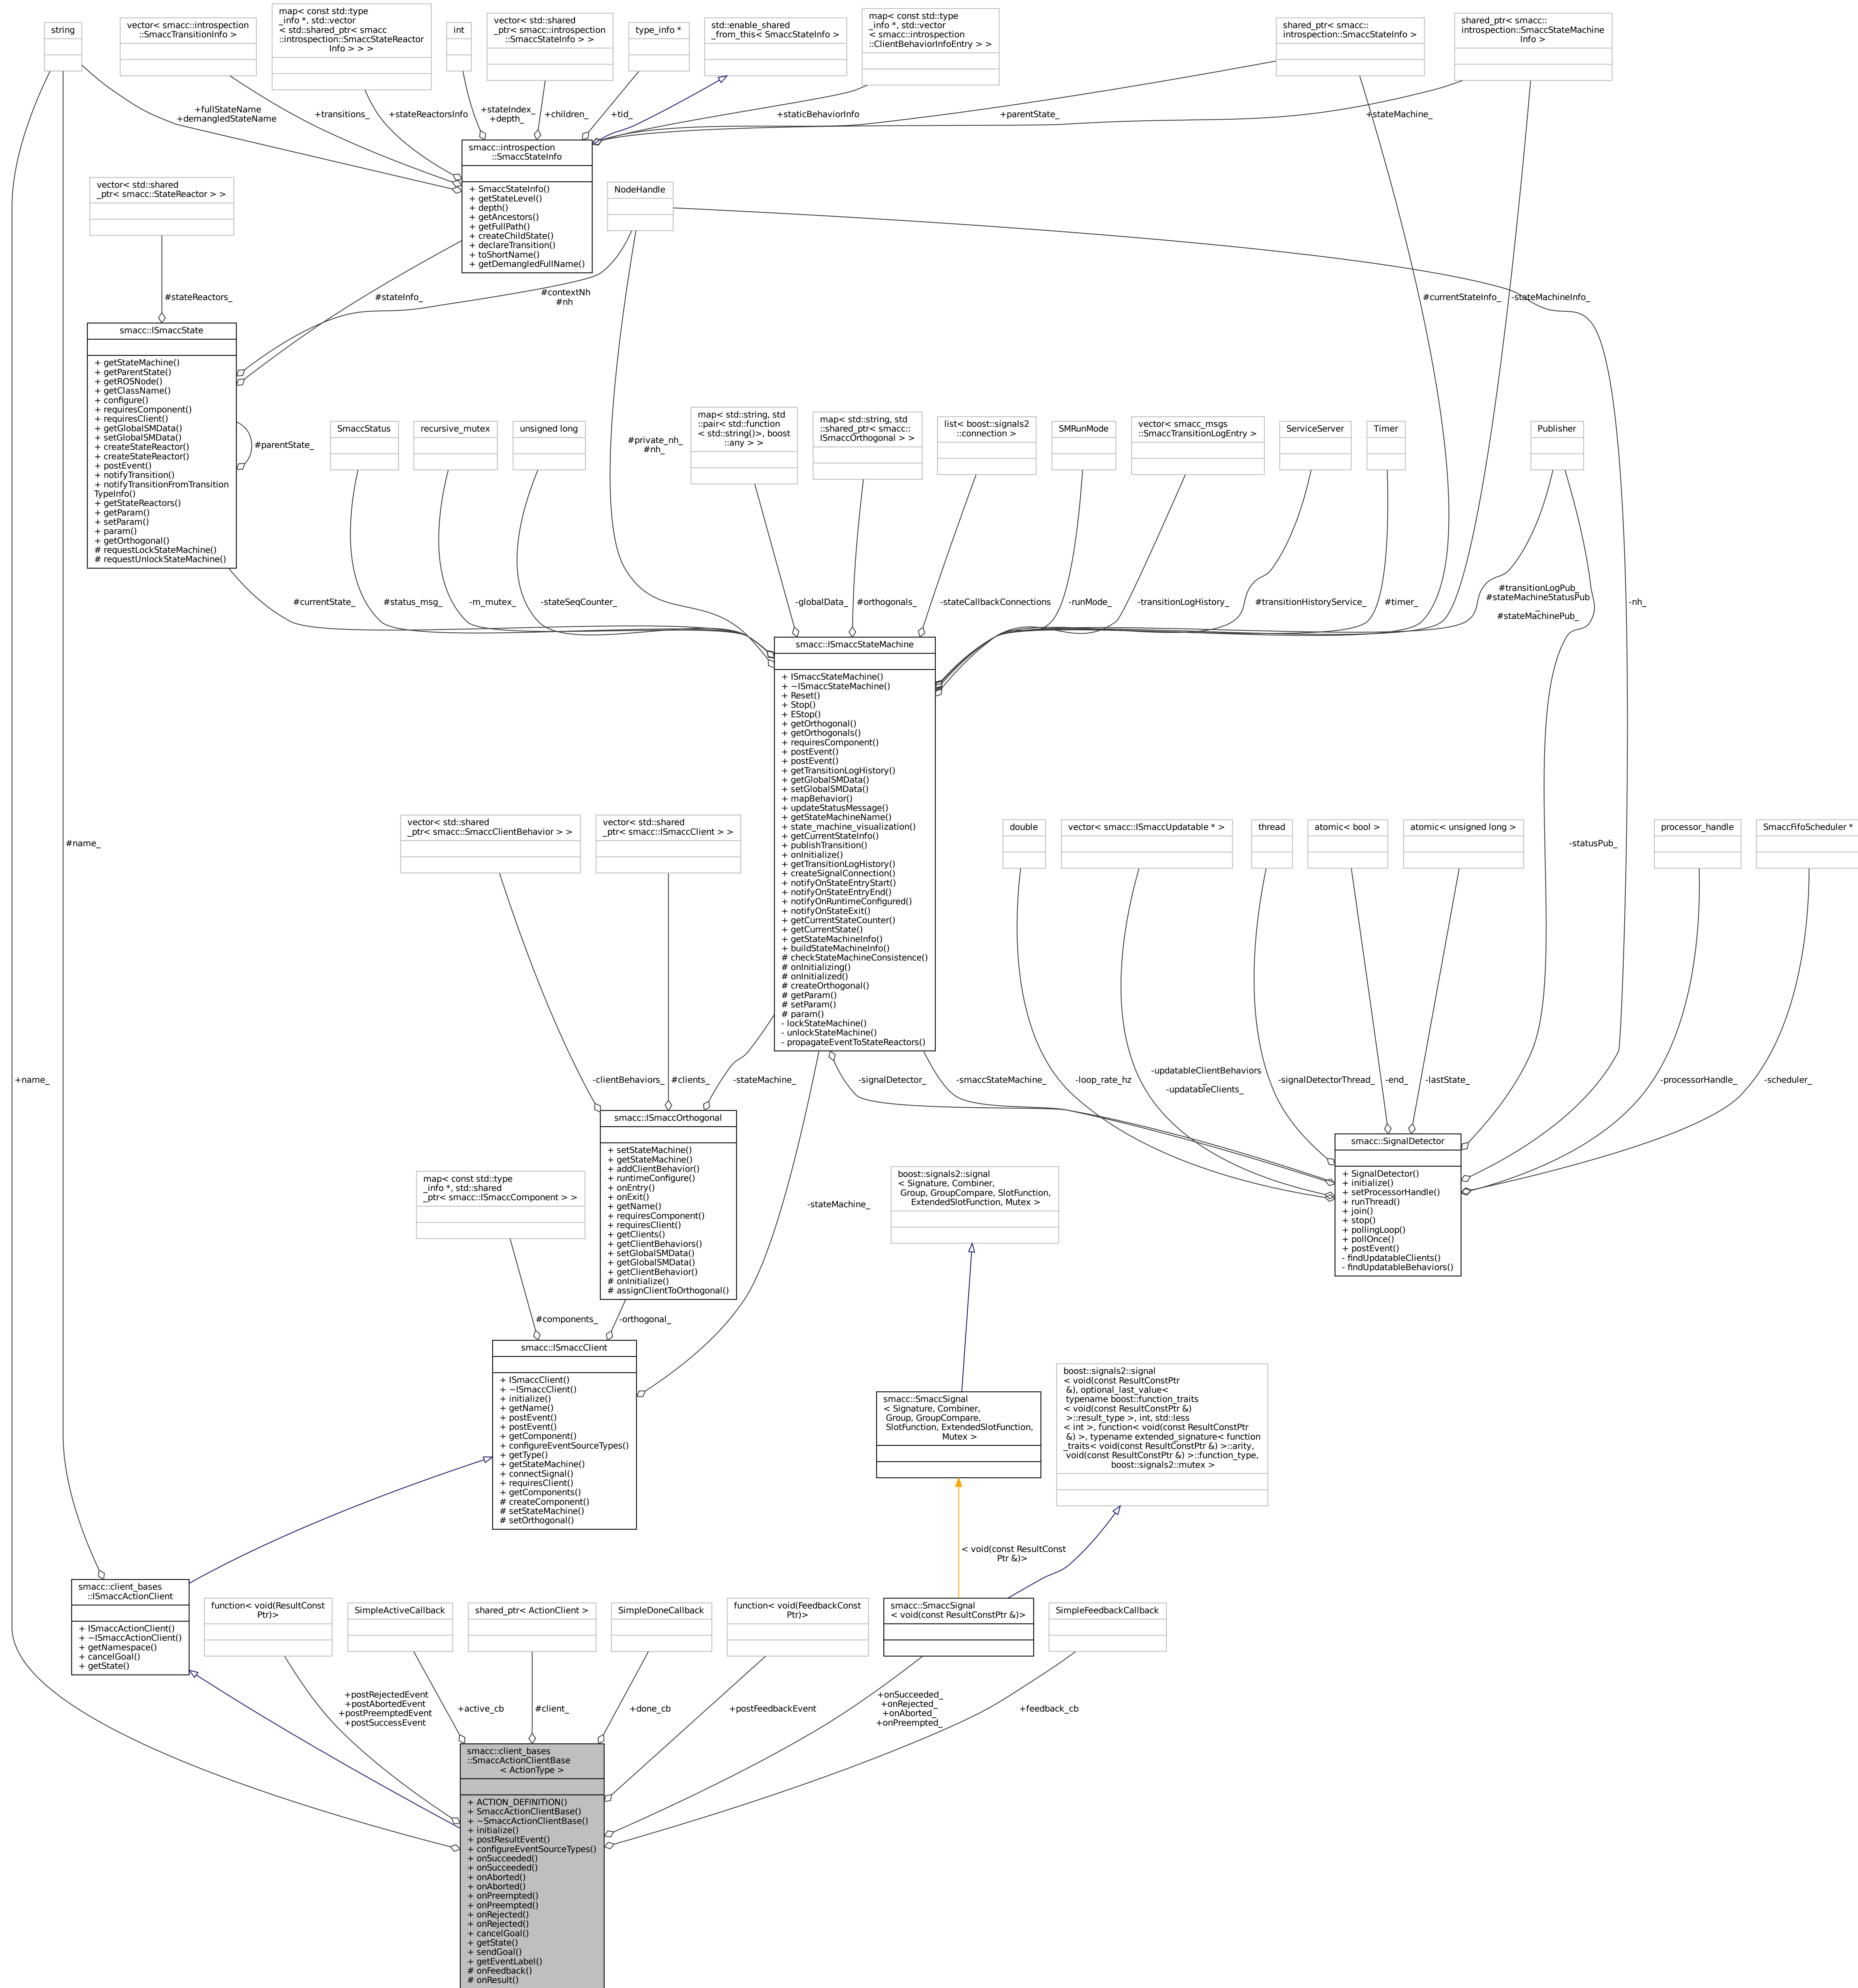 string
vector< smacc::introspection
::SmaccTransitionInfo >
map< const std::type
_info *, std::vector
< std::shared_ptr< smacc
::introspection::SmaccStateReactor
Info > > >
int
vector< std::shared
_ptr< smacc::introspection
::SmaccStateInfo > >
type_info *
std::enable_shared
_from_this< SmaccStateInfo >
map< const std::type
_info *, std::vector
< smacc::introspection
::ClientBehaviorInfoEntry > >
shared_ptr< smacc::
introspection::SmaccStateInfo >
shared_ptr< smacc::
introspection::SmaccStateMachine
Info >
+fullStateName
+demangledStateName
+transitions_
+stateReactorsInfo
+stateIndex_
+depth_
+children_
+tid_
+staticBehaviorInfo
+parentState_
+stateMachine_
smacc::introspection
::SmaccStateInfo
+ SmaccStateInfo()
+ getStateLevel()
+ depth()
+ getAncestors()
+ getFullPath()
+ createChildState()
+ declareTransition()
+ toShortName()
+ getDemangledFullName()
vector< std::shared
_ptr< smacc::StateReactor > >
NodeHandle
#stateReactors_
#stateInfo_
#contextNh
#nh
#currentStateInfo_
-stateMachineInfo_
smacc::ISmaccState
+ getStateMachine()
+ getParentState()
+ getROSNode()
+ getClassName()
+ configure()
+ requiresComponent()
+ requiresClient()
+ getGlobalSMData()
+ setGlobalSMData()
+ createStateReactor()
+ createStateReactor()
+ postEvent()
+ notifyTransition()
+ notifyTransitionFromTransition
TypeInfo()
+ getStateReactors()
+ getParam()
+ setParam()
+ param()
+ getOrthogonal()
# requestLockStateMachine()
# requestUnlockStateMachine()
#parentState_
SmaccStatus
recursive_mutex
unsigned long
#private_nh_
#nh_
map< std::string, std
::pair< std::function
< std::string()>, boost
::any > >
map< std::string, std
::shared_ptr< smacc::
ISmaccOrthogonal > >
list< boost::signals2
::connection >
SMRunMode
vector< smacc_msgs
::SmaccTransitionLogEntry >
ServiceServer
Timer
Publisher
#currentState_
#status_msg_
-m_mutex_
-stateSeqCounter_
-globalData_
#orthogonals_
-stateCallbackConnections
-runMode_
-transitionLogHistory_
#transitionHistoryService_
#timer_
#transitionLogPub_
#stateMachineStatusPub
_
#stateMachinePub_
-nh_
smacc::ISmaccStateMachine
+ ISmaccStateMachine()
+ ~ISmaccStateMachine()
+ Reset()
+ Stop()
+ EStop()
+ getOrthogonal()
+ getOrthogonals()
+ requiresComponent()
+ postEvent()
+ postEvent()
+ getTransitionLogHistory()
+ getGlobalSMData()
+ setGlobalSMData()
+ mapBehavior()
+ updateStatusMessage()
+ getStateMachineName()
+ state_machine_visualization()
+ getCurrentStateInfo()
+ publishTransition()
+ onInitialize()
+ getTransitionLogHistory()
+ createSignalConnection()
+ notifyOnStateEntryStart()
+ notifyOnStateEntryEnd()
+ notifyOnRuntimeConfigured()
+ notifyOnStateExit()
+ getCurrentStateCounter()
+ getCurrentState()
+ getStateMachineInfo()
+ buildStateMachineInfo()
# checkStateMachineConsistence()
# onInitializing()
# onInitialized()
# createOrthogonal()
# getParam()
# setParam()
# param()
- lockStateMachine()
- unlockStateMachine()
- propagateEventToStateReactors()
#name_
vector< std::shared
_ptr< smacc::SmaccClientBehavior > >
vector< std::shared
_ptr< smacc::ISmaccClient > >
double
vector< smacc::ISmaccUpdatable * >
thread
atomic< bool >
atomic< unsigned long >
-statusPub_
processor_handle
SmaccFifoScheduler *
+name_
-clientBehaviors_
#clients_
-stateMachine_
-signalDetector_
-smaccStateMachine_
-loop_rate_hz
-updatableClientBehaviors
_
-updatableClients_
-signalDetectorThread_
-end_
-lastState_
-processorHandle_
-scheduler_
smacc::ISmaccOrthogonal
+ setStateMachine()
+ getStateMachine()
+ addClientBehavior()
+ runtimeConfigure()
+ onEntry()
+ onExit()
+ getName()
+ requiresComponent()
+ requiresClient()
+ getClients()
+ getClientBehaviors()
+ setGlobalSMData()
+ getGlobalSMData()
+ getClientBehavior()
# onInitialize()
# assignClientToOrthogonal()
smacc::SignalDetector
+ SignalDetector()
+ initialize()
+ setProcessorHandle()
+ runThread()
+ join()
+ stop()
+ pollingLoop()
+ pollOnce()
+ postEvent()
- findUpdatableClients()
- findUpdatableBehaviors()
map< const std::type
_info *, std::shared
_ptr< smacc::ISmaccComponent > >
-stateMachine_
boost::signals2::signal
< Signature, Combiner,
Group, GroupCompare, SlotFunction,
ExtendedSlotFunction, Mutex >
#components_
-orthogonal_
smacc::ISmaccClient
+ ISmaccClient()
+ ~ISmaccClient()
+ initialize()
+ getName()
+ postEvent()
+ postEvent()
+ getComponent()
+ configureEventSourceTypes()
+ getType()
+ getStateMachine()
+ connectSignal()
+ requiresClient()
+ getComponents()
# createComponent()
# setStateMachine()
# setOrthogonal()
smacc::SmaccSignal
< Signature, Combiner,
Group, GroupCompare,
SlotFunction, ExtendedSlotFunction,
Mutex >
boost::signals2::signal
< void(const ResultConstPtr
&), optional_last_value<
typename boost::function_traits
< void(const ResultConstPtr &)
>::result_type >, int, std::less
< int >, function< void(const ResultConstPtr
&) >, typename extended_signature< function
_traits< void(const ResultConstPtr &) >::arity,
void(const ResultConstPtr &) >::function_type,
boost::signals2::mutex >
< void(const ResultConst
Ptr &)>
smacc::client_bases
::ISmaccActionClient
+ ISmaccActionClient()
+ ~ISmaccActionClient()
+ getNamespace()
+ cancelGoal()
+ getState()
function< void(ResultConst
Ptr)>
SimpleActiveCallback
shared_ptr< ActionClient >
SimpleDoneCallback
function< void(FeedbackConst
Ptr)>
smacc::SmaccSignal
< void(const ResultConstPtr &)>
SimpleFeedbackCallback
+postRejectedEvent
+postAbortedEvent
+postPreemptedEvent
+postSuccessEvent
+active_cb
#client_
+done_cb
+postFeedbackEvent
+onSucceeded_
+onRejected_
+onAborted_
+onPreempted_
+feedback_cb
smacc::client_bases
::SmaccActionClientBase
< ActionType >
+ ACTION_DEFINITION()
+ SmaccActionClientBase()
+ ~SmaccActionClientBase()
+ initialize()
+ postResultEvent()
+ configureEventSourceTypes()
+ onSucceeded()
+ onSucceeded()
+ onAborted()
+ onAborted()
+ onPreempted()
+ onPreempted()
+ onRejected()
+ onRejected()
+ cancelGoal()
+ getState()
+ sendGoal()
+ getEventLabel()
# onFeedback()
# onResult()